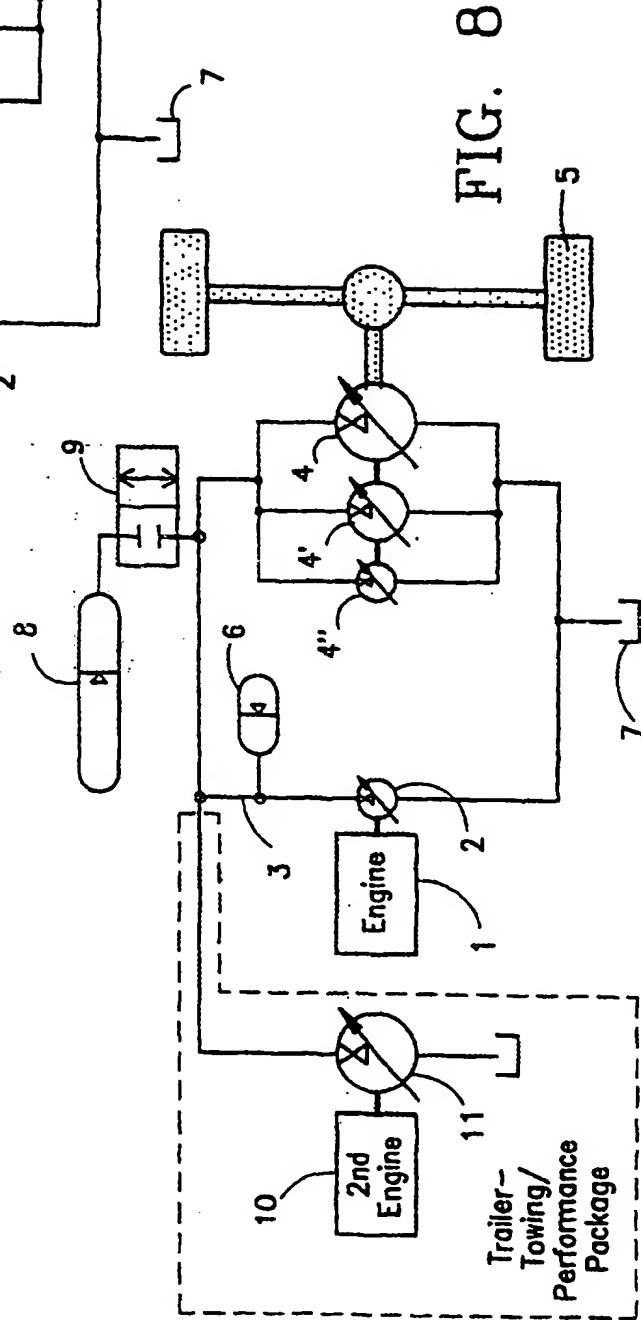 7
2
FIG. 8
5
9
8
4
4'
4"
6
3
2
Engine
1
7
10
2nd
Engine
11
Trailer-
Towing/
Performance
Package